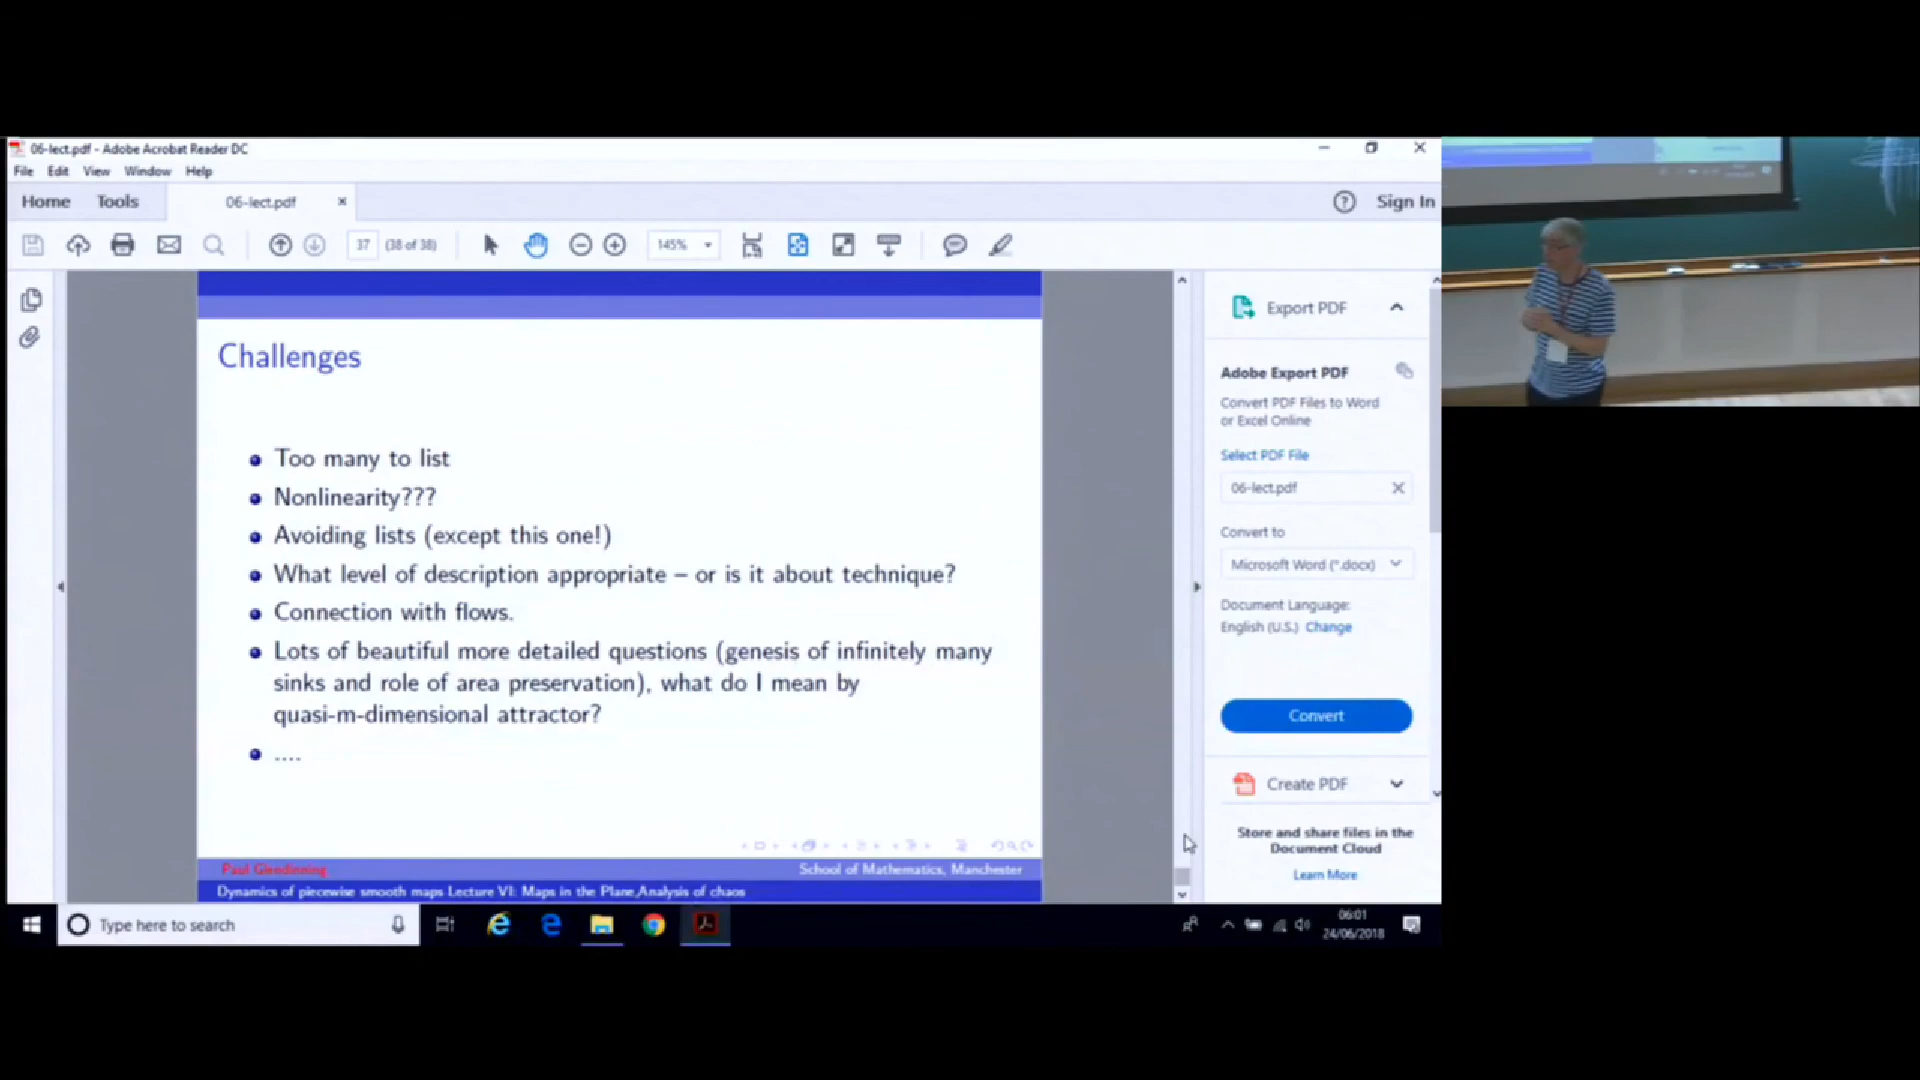 06-lect.pdf - Adobe Acrobat Reader DC
File Edit View Window Help
Home Tools 06-lect.pdf × Sign In
37 (38 of 38) 145%
Challenges
Too many to list
Nonlinearity???
Avoiding lists (except this one!)
What level of description appropriate – or is it about technique?
Connection with flows.
Lots of beautiful more detailed questions (genesis of infinitely many
sinks and role of area preservation), what do I mean by
quasi-m-dimensional attractor?
....
Paul Glendinning School of Mathematics, Manchester
Dynamics of piecewise smooth maps Lecture VI: Maps in the Plane,Analysis of chaos
Export PDF
Adobe Export PDF
Convert PDF Files to Word
or Excel Online
Select PDF File
06-lect.pdf
Convert to
Microsoft Word (*.docx)
Document Language:
English (U.S.) Change
Convert
Create PDF
Store and share files in the
Document Cloud
Learn More
Type here to search
06:01
24/06/2018